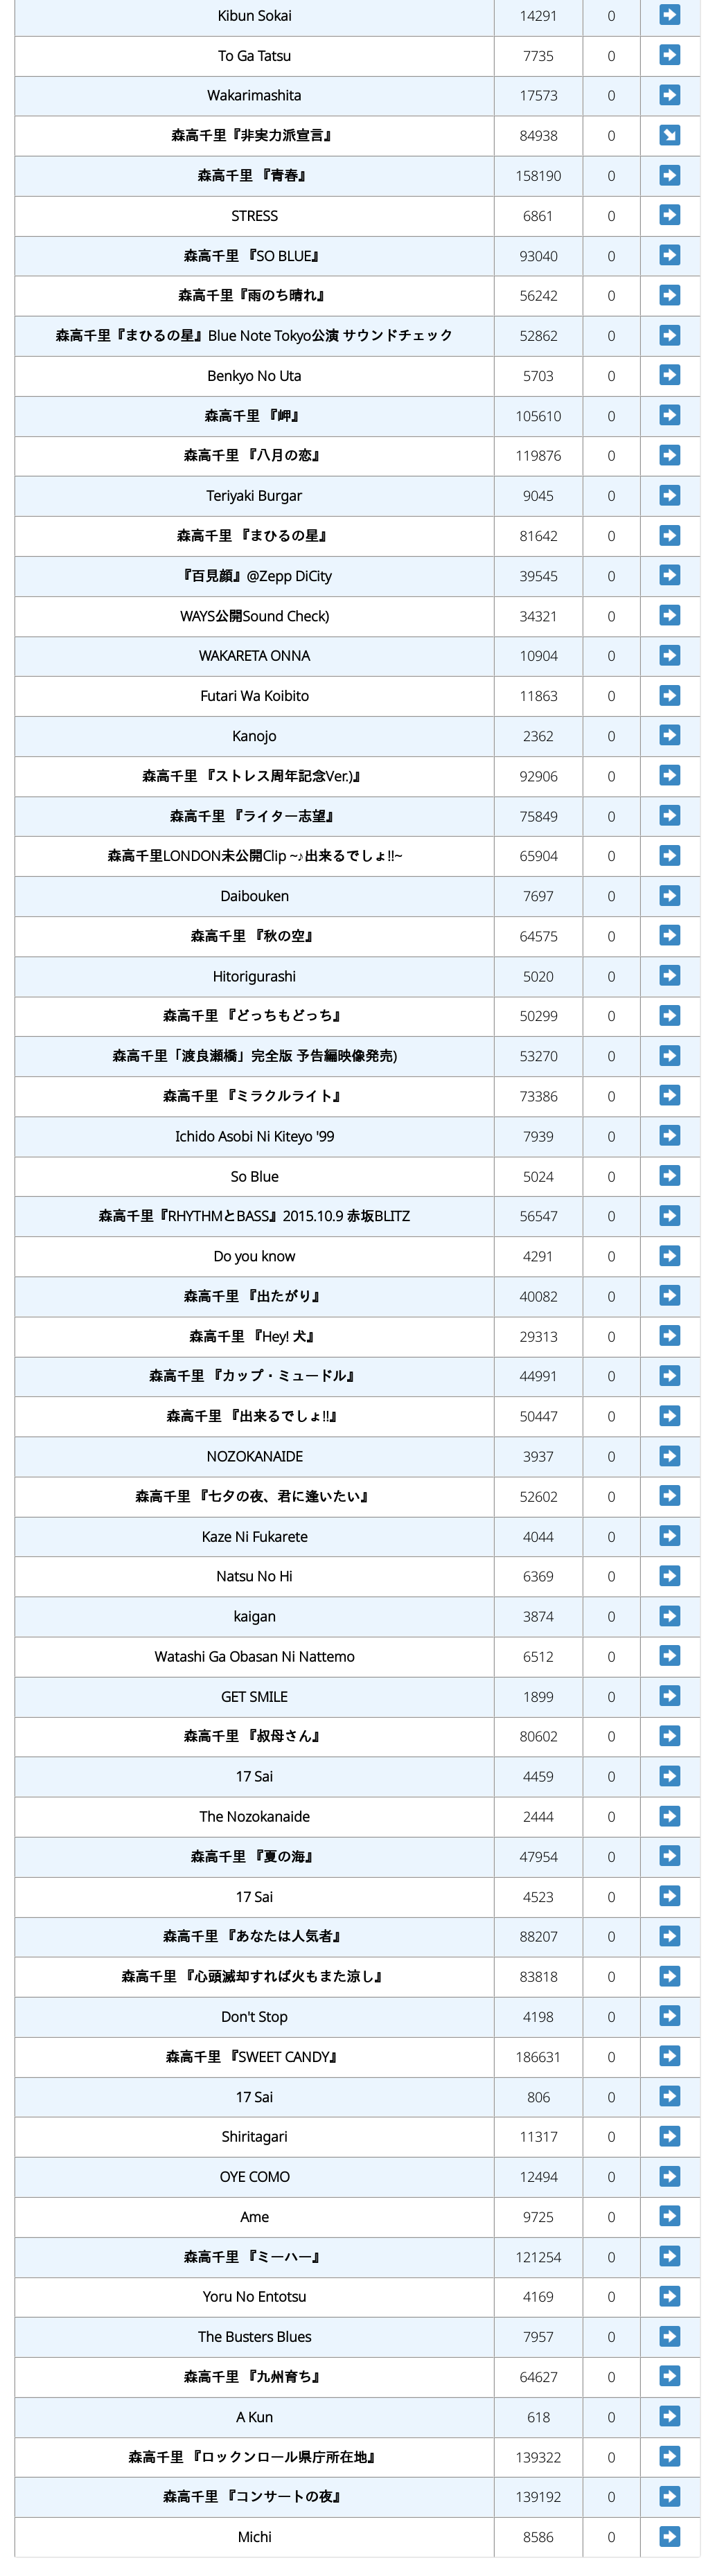 Kibun Sokai 14291 0
To Ga Tatsu 7735 0
Wakarimashita 17573 0
森高千里『非実力派宣言』 84938 0
森高千里 『青春』 158190 0
STRESS 6861 0
森高千里 『SO BLUE』 93040 0
森高千里『雨のち晴れ』 56242 0
森高千里『まひるの星』Blue Note Tokyo公演 サウンドチェック 52862 0
Benkyo No Uta 5703 0
森高千里 『岬』 105610 0
森高千里 『八月の恋』 119876 0
Teriyaki Burgar 9045 0
森高千里 『まひるの星』 81642 0
『百見顔』@Zepp DiCity 39545 0
WAYS公開Sound Check) 34321 0
WAKARETA ONNA 10904 0
Futari Wa Koibito 11863 0
Kanojo 2362 0
森高千里 『ストレス周年記念Ver.)』 92906 0
森高千里 『ライター志望』 75849 0
森高千里LONDON未公開Clip ~♪出来るでしょ!!~ 65904 0
Daibouken 7697 0
森高千里 『秋の空』 64575 0
Hitorigurashi 5020 0
森高千里 『どっちもどっち』 50299 0
森高千里「渡良瀬橋」完全版 予告編映像発売) 53270 0
森高千里 『ミラクルライト』 73386 0
Ichido Asobi Ni Kiteyo '99 7939 0
So Blue 5024 0
森高千里『RHYTHMとBASS』2015.10.9 赤坂BLITZ 56547 0
Do you know 4291 0
森高千里 『出たがり』 40082 0
森高千里 『Hey! 犬』 29313 0
森高千里 『カップ・ミュードル』 44991 0
森高千里 『出来るでしょ!!』 50447 0
NOZOKANAIDE 3937 0
森高千里 『七夕の夜、君に逢いたい』 52602 0
Kaze Ni Fukarete 4044 0
Natsu No Hi 6369 0
kaigan 3874 0
Watashi Ga Obasan Ni Nattemo 6512 0
GET SMILE 1899 0
森高千里 『叔母さん』 80602 0
17 Sai 4459 0
The Nozokanaide 2444 0
森高千里 『夏の海』 47954 0
17 Sai 4523 0
森高千里 『あなたは人気者』 88207 0
森高千里 『心頭滅却すれば火もまた涼し』 83818 0
Don't Stop 4198 0
森高千里 『SWEET CANDY』 186631 0
17 Sai 806 0
Shiritagari 11317 0
OYE COMO 12494 0
Ame 9725 0
森高千里 『ミーハー』 121254 0
Yoru No Entotsu 4169 0
The Busters Blues 7957 0
森高千里 『九州育ち』 64627 0
A Kun 618 0
森高千里 『ロックンロール県庁所在地』 139322 0
森高千里 『コンサートの夜』 139192 0
Michi 8586 0